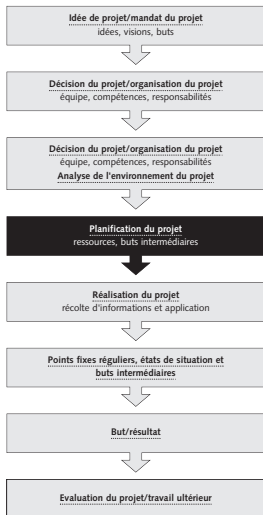 Idée de projet/mandat du projet
idées, visions, buts
Décision du projet/organisation du projet
équipe, compétences, responsabilités
Décision du projet/organisation du projet
équipe, compétences, responsabilités
Analyse de l'environnement du projet
Planification du projet
ressources, buts intermédiaires
Réalisation du projet
récolte d'informations et application
Points fixes réguliers, états de situation et
buts intermédiaires
But/résultat
Evaluation du projet/travail ultérieur